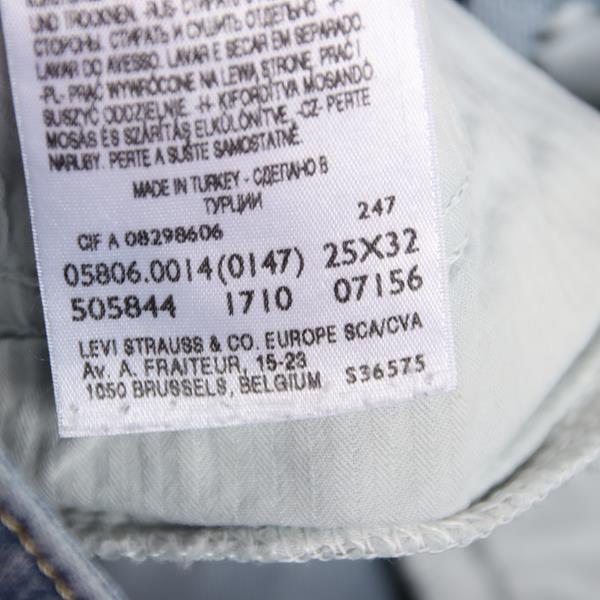 UND TROCKNEN. -RUS- СТИРАТЬ
СТОРОНЫ. СТИРАТЬ И СУШИТЬ ОТДЕЛЬНО. -P-
LAVAR DO AVESSO. LAVAR E SECAR EM SEPARADO.
-PL- PRAĆ WYWRÓCONE NA LEWĄ STRONĘ, PRAĆ I
SUSZYĆ ODDZIELNIE. -H- KIFORDÍTVA MOSANDÓ.
MOSÁS ÉS SZÁRÍTÁS ELKÜLÖNÍTVE. -CZ- PERTE
NARUBY. PERTE A SUŠTE SAMOSTATNĚ.
MADE IN TURKEY - СДЕЛАНО В
ТУРЦИИ
247
CIF A 08298606
05806.0014(0147) 25X32
505844 1710 07156
LEVI STRAUSS & CO. EUROPE SCA/CVA
Av. A. FRAITEUR, 15-23
1050 BRUSSELS, BELGIUM S36575